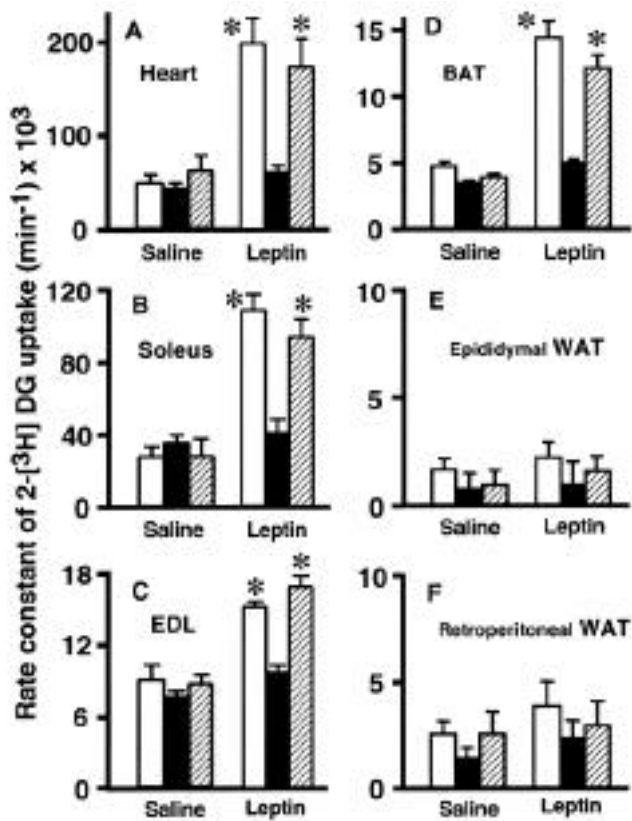 Rate constant of 2-[³H] DG uptake (min⁻¹) x 10³
A
Heart
200
100
0
*
*
Saline
Leptin
B
Soleus
120
80
40
0
*
*
Saline
Leptin
C
EDL
18
12
6
0
*
*
Saline
Leptin
D
BAT
15
10
5
0
*
*
Saline
Leptin
E
Epididymal WAT
10
5
0
Saline
Leptin
F
Retroperitoneal WAT
10
5
0
Saline
Leptin